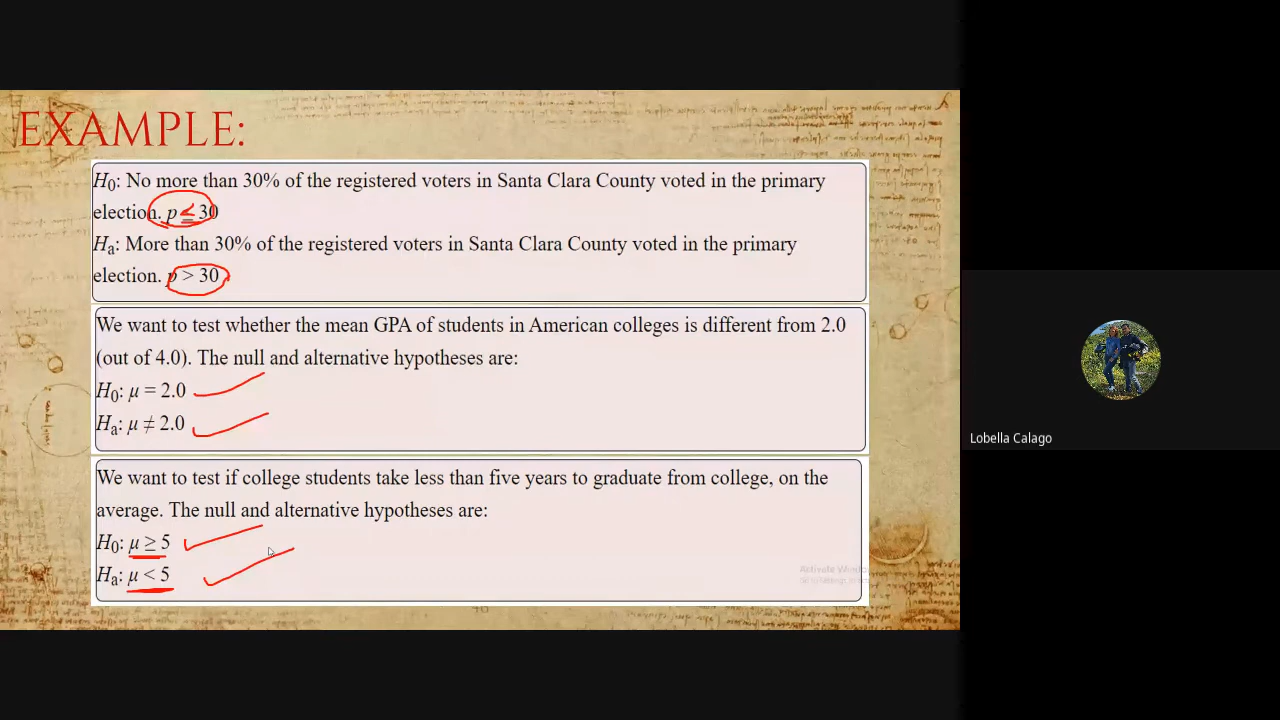 EXAMPLE:
H0: No more than 30% of the registered voters in Santa Clara County voted in the primary
election. p ≤ 30
Ha: More than 30% of the registered voters in Santa Clara County voted in the primary
election. p > 30
We want to test whether the mean GPA of students in American colleges is different from 2.0
(out of 4.0). The null and alternative hypotheses are:
H0: μ = 2.0
Ha: μ ≠ 2.0
We want to test if college students take less than five years to graduate from college, on the
average. The null and alternative hypotheses are:
H0: μ ≥ 5
Ha: μ < 5
Activate Windo
Lobella Calago